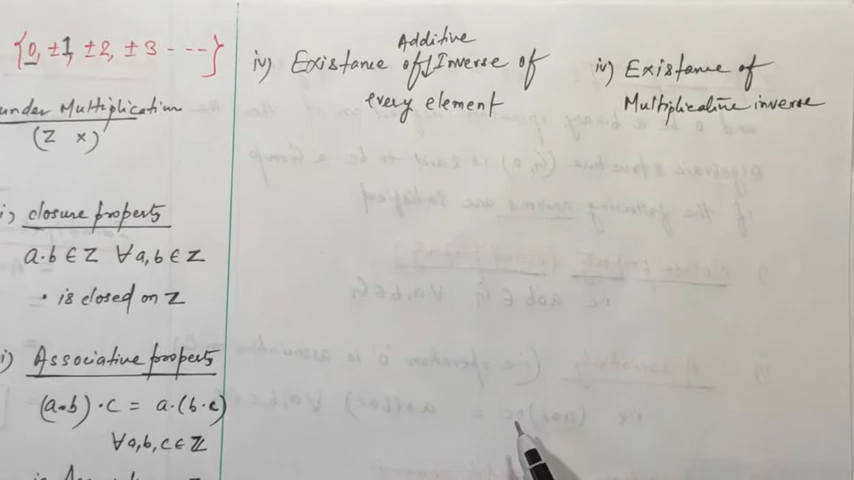 {0, ±1, ±2, ±3 ----}
under Multiplication
(Z ×)
i) closure property
a.b ∈ Z ∀a,b ∈ Z
· is closed on Z
i) Associative property
(a·b)·c = a·(b·c)
∀a,b,c ∈ Z
Additive
iv) Existance of Inverse of
every element
iv) Existance of
Multiplicative inverse